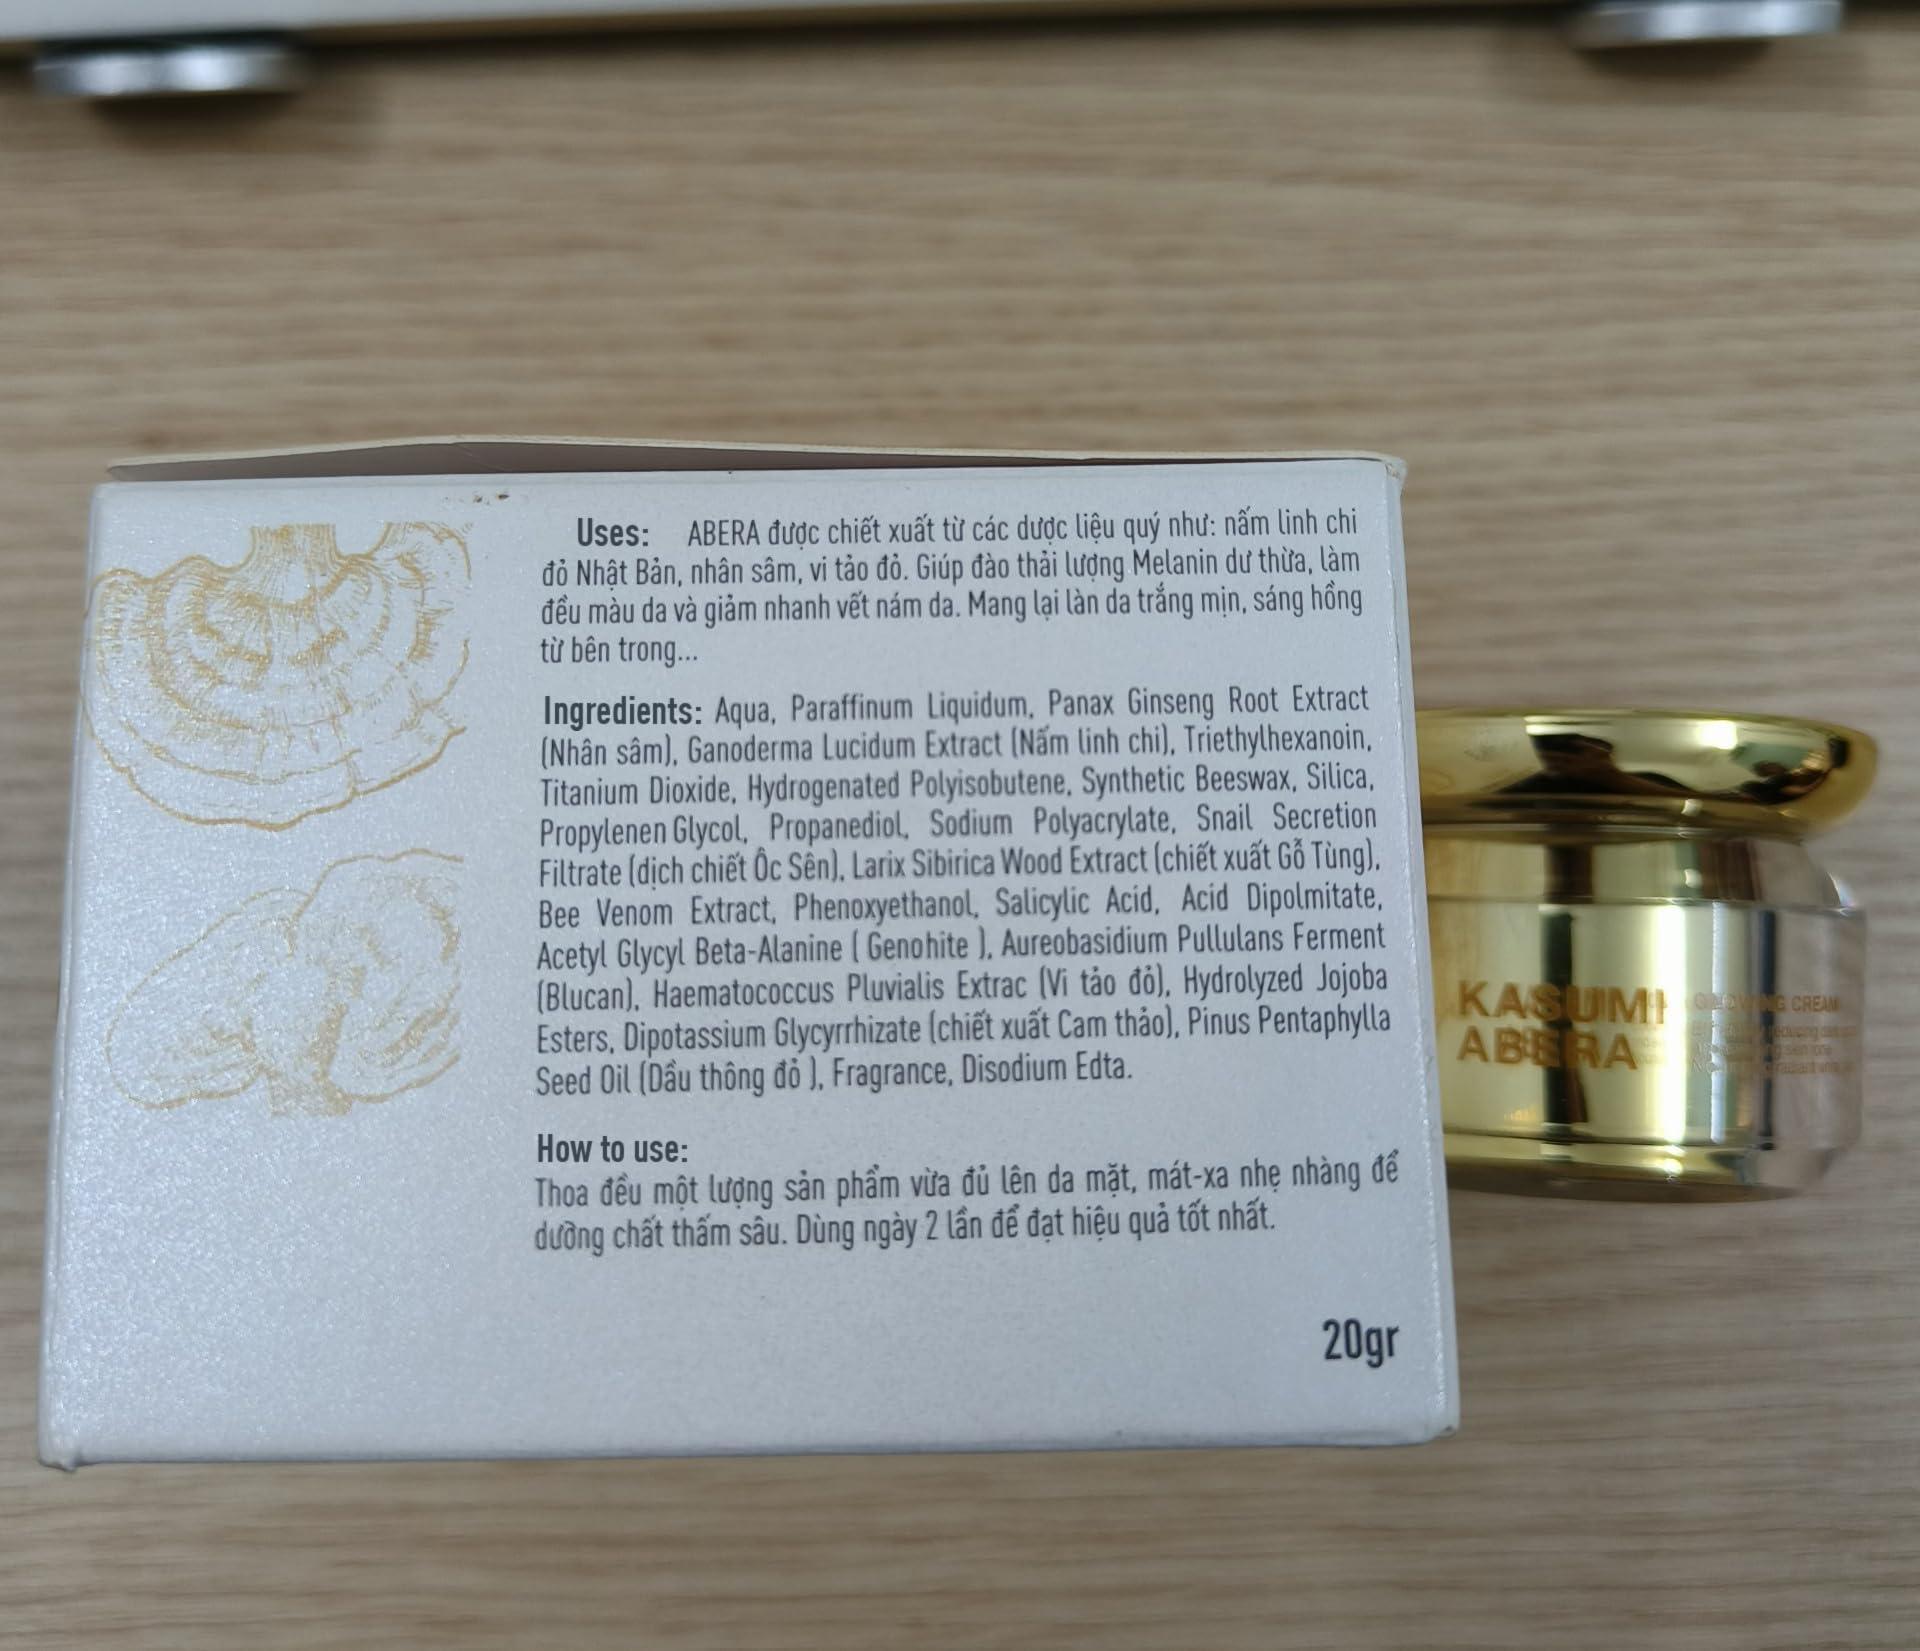 Uses: ABERA được chiết xuất từ các dược liệu quý như: nấm linh chi
đỏ Nhật Bản, nhân sâm, vi tảo đỏ. Giúp đào thải lượng Melanin dư thừa, làm
đều màu da và giảm nhanh vết nám da. Mang lại làn da trắng mịn, sáng hồng
từ bên trong...
Ingredients: Aqua, Paraffinum Liquidum, Panax Ginseng Root Extract
(Nhân sâm), Ganoderma Lucidum Extract (Nấm linh chi), Triethylhexanoin,
Titanium Dioxide, Hydrogenated Polyisobutene, Synthetic Beeswax, Silica,
Propylenen Glycol, Propanediol, Sodium Polyacrylate, Snail Secretion
Filtrate (dịch chiết Ốc Sên), Larix Sibirica Wood Extract (chiết xuất Gỗ Tùng),
Bee Venom Extract, Phenoxyethanol, Salicylic Acid, Acid Dipolmitate,
Acetyl Glycyl Beta-Alanine ( Genohite ), Aureobasidium Pullulans Ferment
(Blucan), Haematococcus Pluvialis Extrac (Vi tảo đỏ), Hydrolyzed Jojoba
Esters, Dipotassium Glycyrrhizate (chiết xuất Cam thảo), Pinus Pentaphylla
Seed Oil (Dầu thông đỏ ), Fragrance, Disodium Edta.
How to use:
Thoa đều một lượng sản phẩm vừa đủ lên da mặt, mát-xa nhẹ nhàng để
dưỡng chất thấm sâu. Dùng ngày 2 lần để đạt hiệu quả tốt nhất.
20gr
KASUMI
ABERA
CREAM